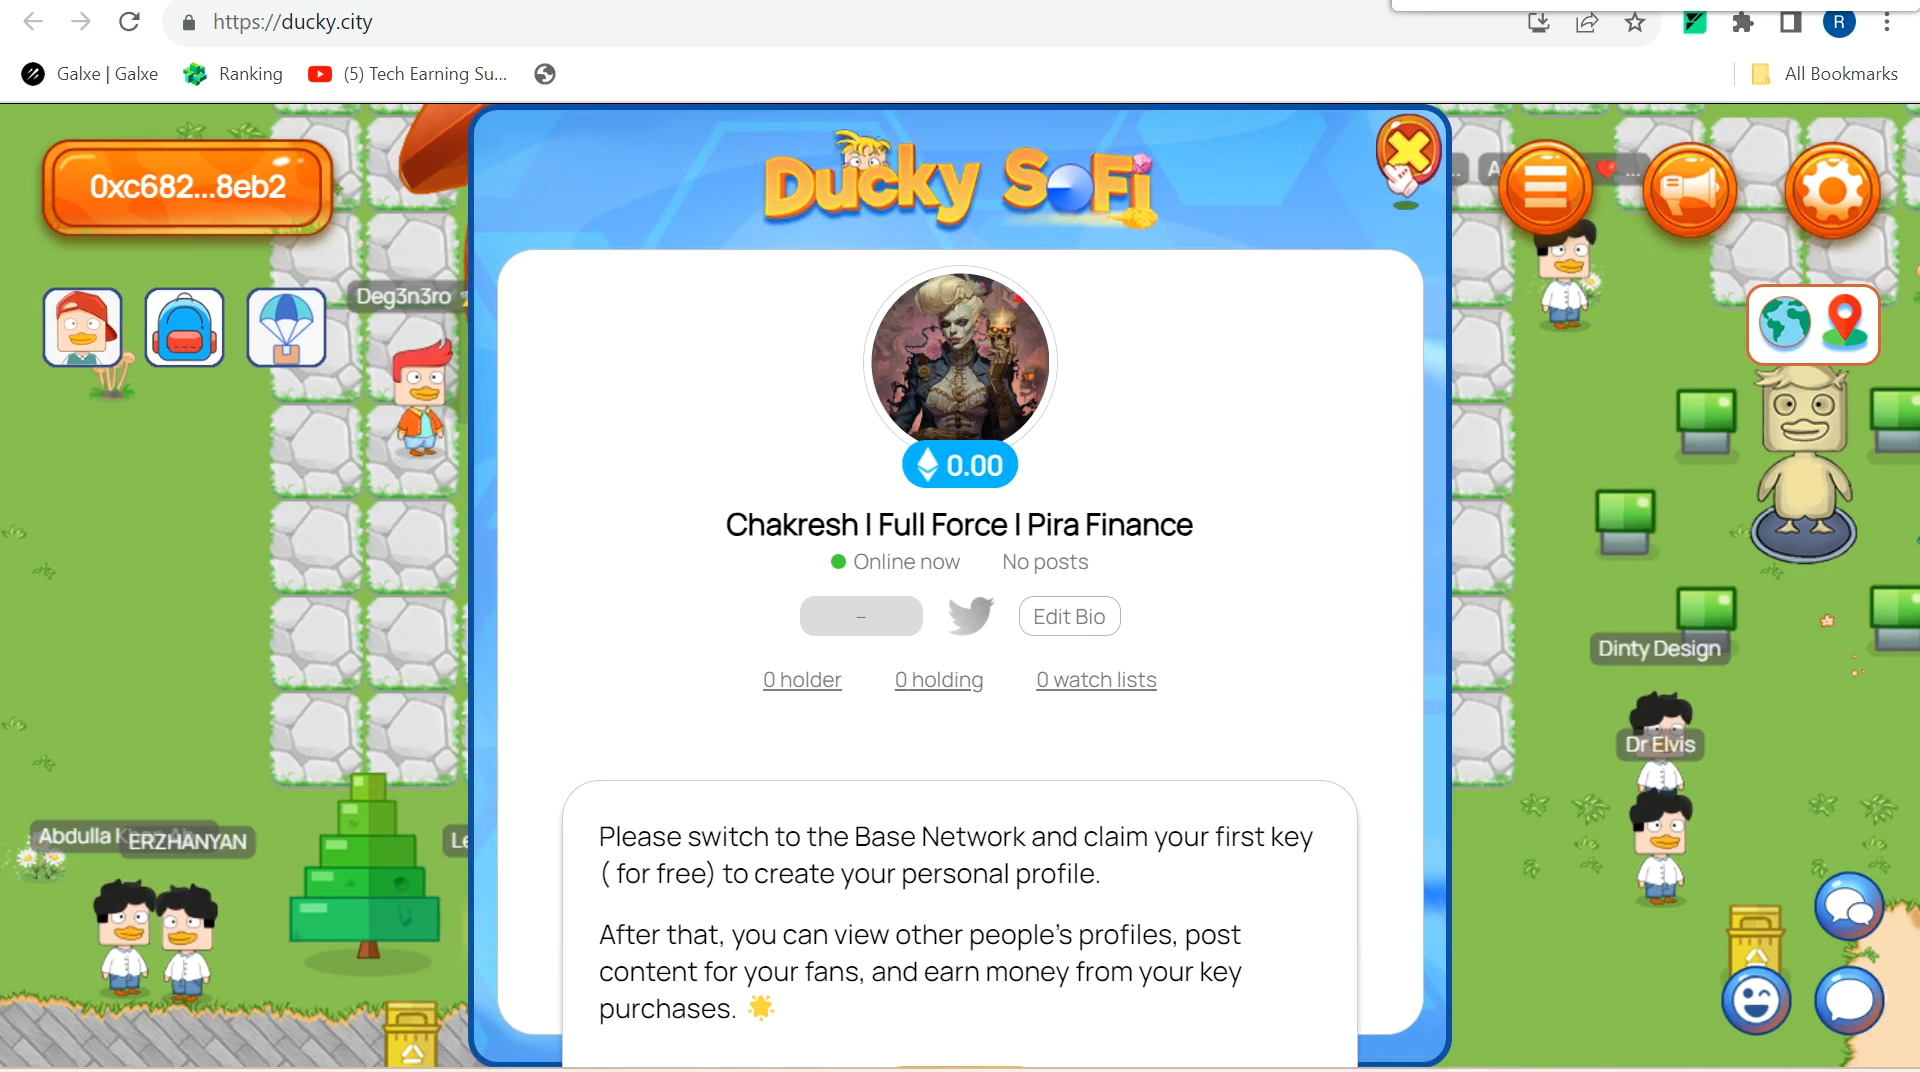 https://ducky.city
R
Galxe | Galxe
Ranking
(5) Tech Earning Su...
All Bookmarks
0xc682...8eb2
Ducky SoFi
Deg3n3ro
0.00
Chakresh | Full Force | Pira Finance
Online now
No posts
–
Edit Bio
0 holder
0 holding
0 watch lists
Dinty Design
Dr Elvis
Abdulla
ERZHANYAN
Please switch to the Base Network and claim your first key
( for free) to create your personal profile.
After that, you can view other people's profiles, post
content for your fans, and earn money from your key
purchases.